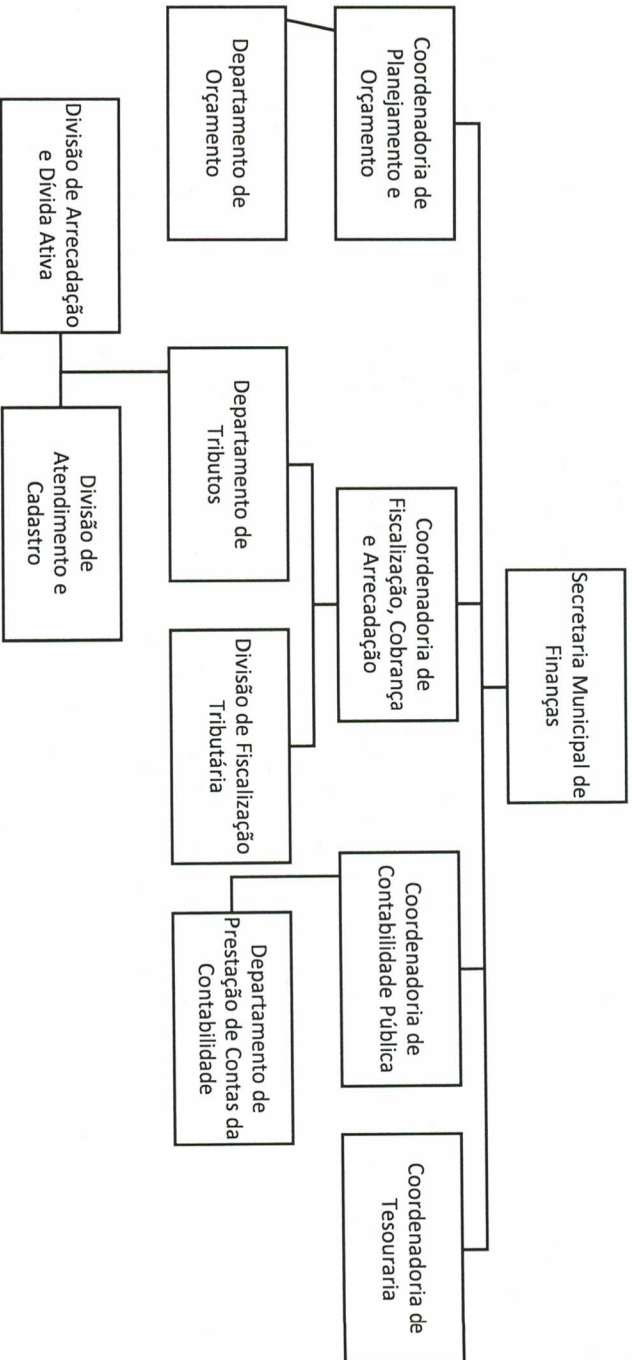 Secretaria Municipal de
Finanças
Coordenadoria de
Planejamento e
Orçamento
Coordenadoria de
Fiscalização, Cobrança
e Arrecadação
Coordenadoria de
Contabilidade Pública
Coordenadoria de
Tesouraria
Departamento de
Orçamento
Departamento de
Tributos
Divisão de Fiscalização
Tributária
Departamento de
Prestação de Contas da
Contabilidade
Divisão de Arrecadação
e Dívida Ativa
Divisão de
Atendimento e
Cadastro